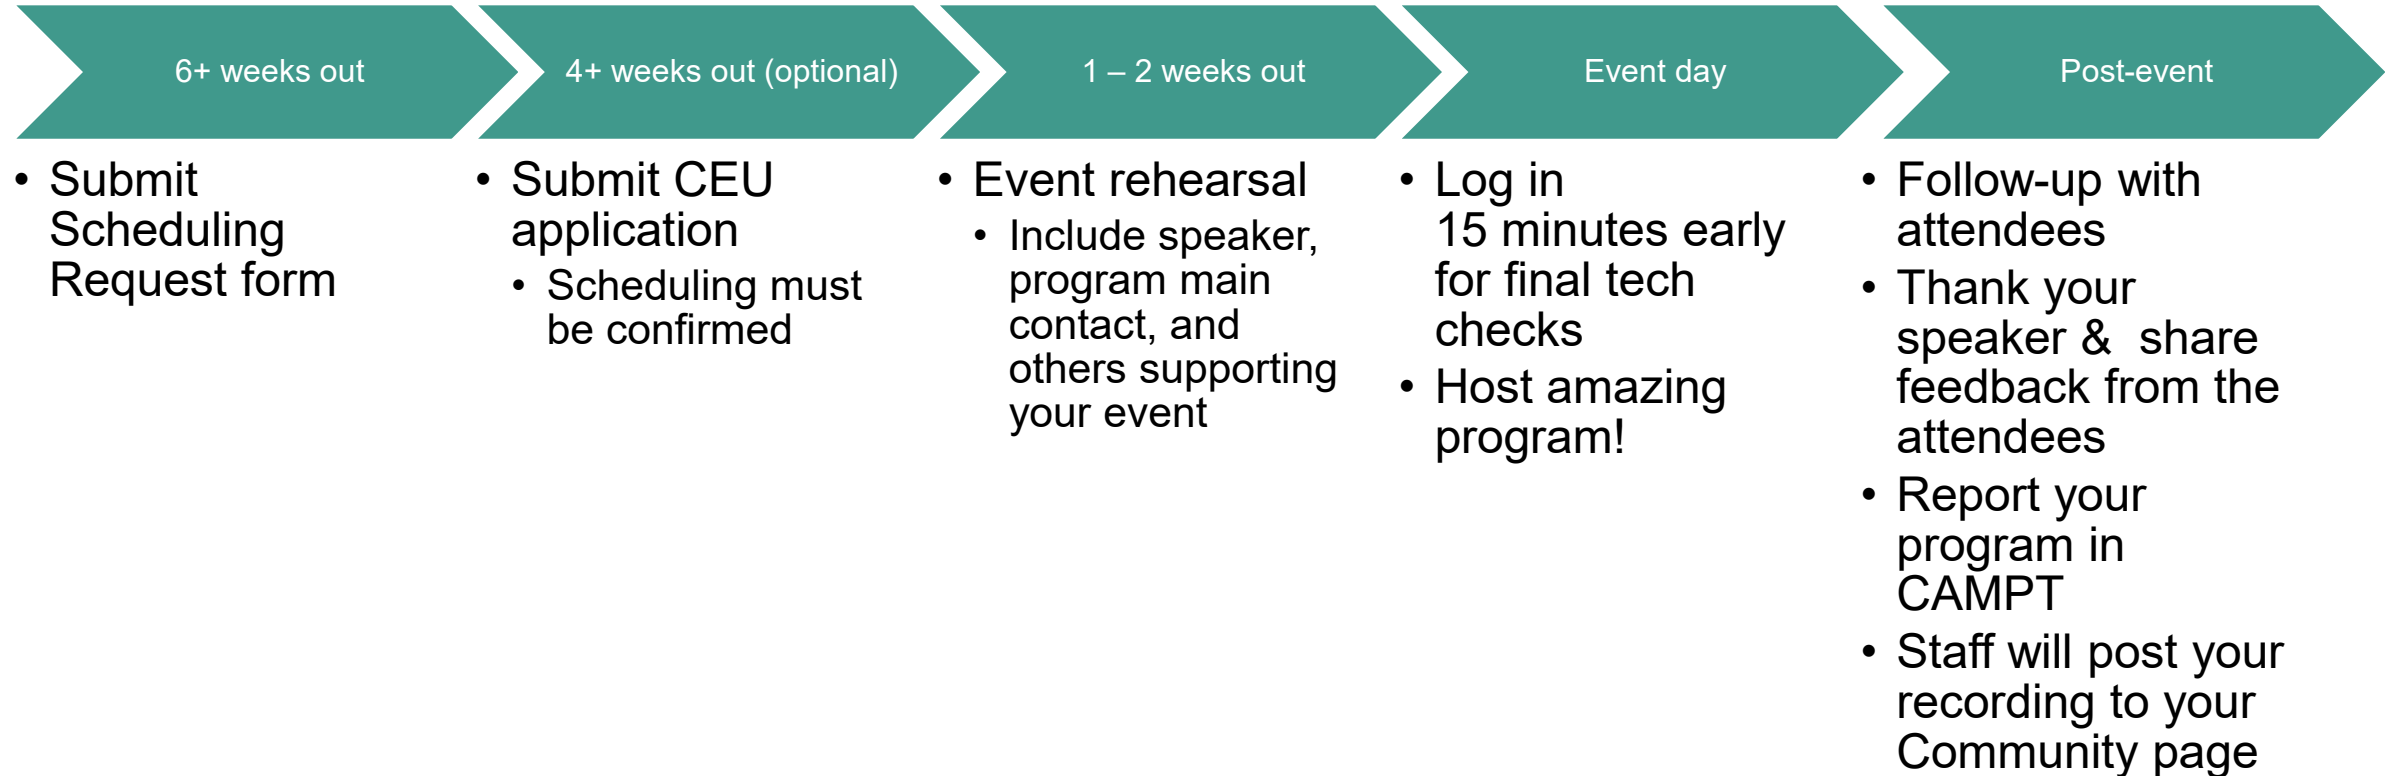 6+ weeks out
4+ weeks out (optional)
1 – 2 weeks out
Event day
Post-event
• Submit
Scheduling
Request form
• Submit CEU
application
• Scheduling must
be confirmed
• Event rehearsal
• Include speaker,
program main
contact, and
others supporting
your event
• Log in
15 minutes early
for final tech
checks
• Host amazing
program!
• Follow-up with
attendees
• Thank your
speaker &  share
feedback from the
attendees
• Report your
program in
CAMPT
• Staff will post your
recording to your
Community page